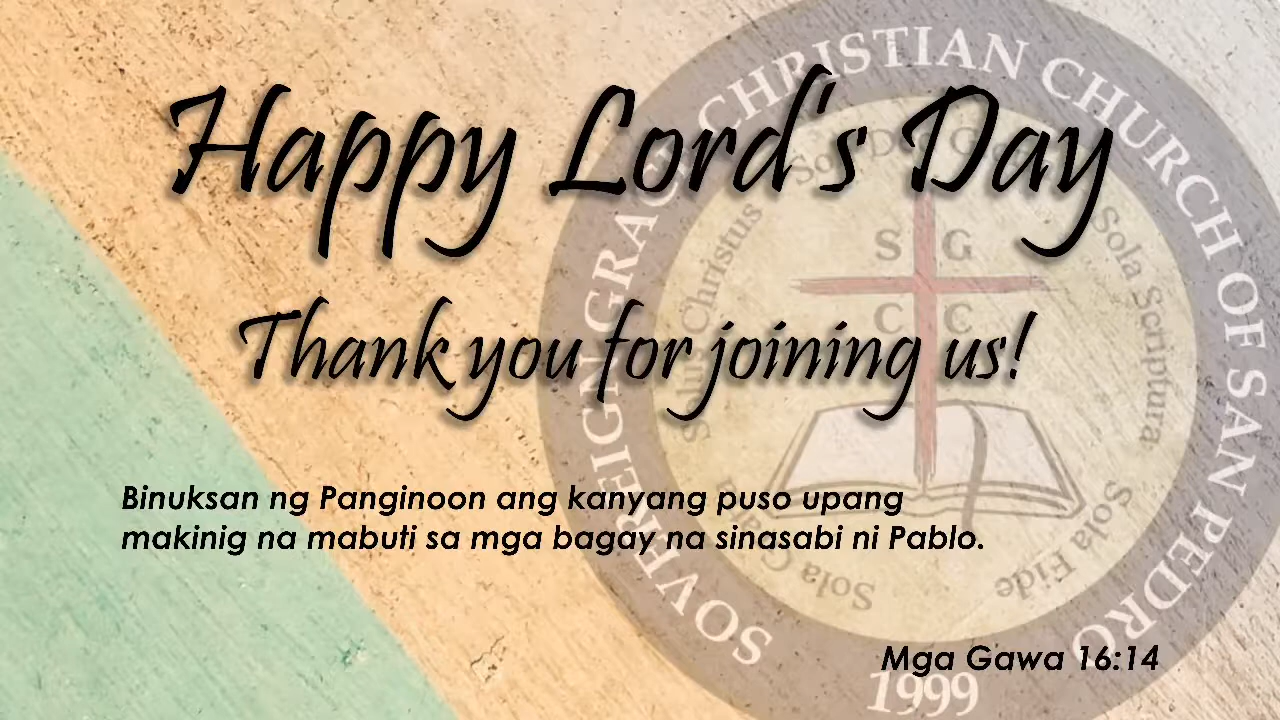 Happy Lord's Day
Thank you for joining us!
Binuksan ng Panginoon ang kanyang puso upang
makinig na mabuti sa mga bagay na sinasabi ni Pablo.
Mga Gawa 16:14
SOVEREIGN GRACE CHRISTIAN CHURCH OF SAN PEDRO
1999
Solus Christus
Sola Scriptura
Sola Fide
Sola
S G
C C